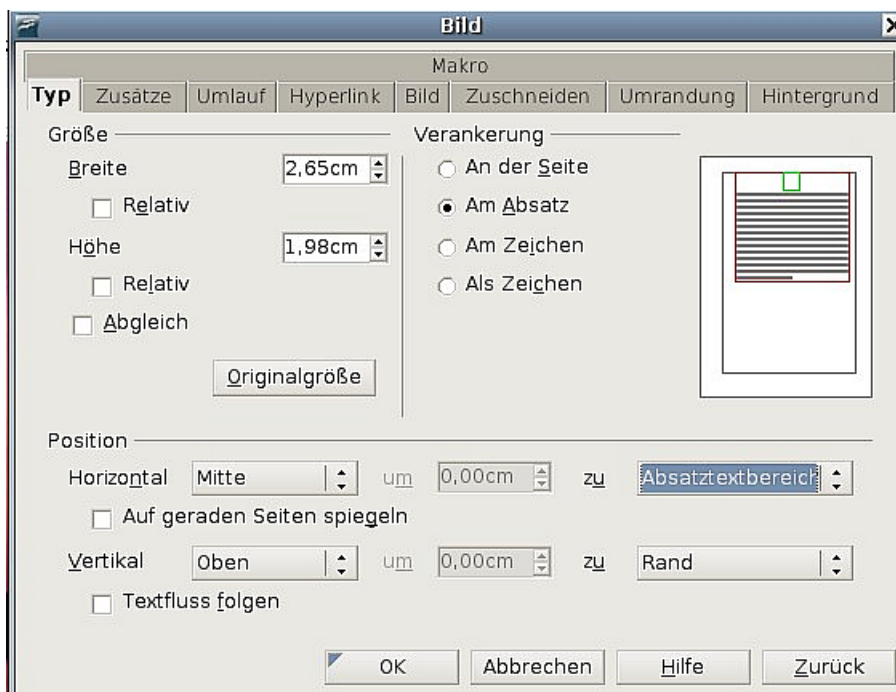 Bild
Makro
Typ Zusätze Umlauf Hyperlink Bild Zuschneiden Umrandung Hintergrund
Größe Verankerung
Breite 2,65cm An der Seite
Relativ Am Absatz
Höhe 1,98cm Am Zeichen
Relativ Als Zeichen
Abgleich
Originalgröße
Position
Horizontal Mitte um 0,00cm zu Absatztextbereich
Auf geraden Seiten spiegeln
Vertikal Oben um 0,00cm zu Rand
Textfluss folgen
OK Abbrechen Hilfe Zurück